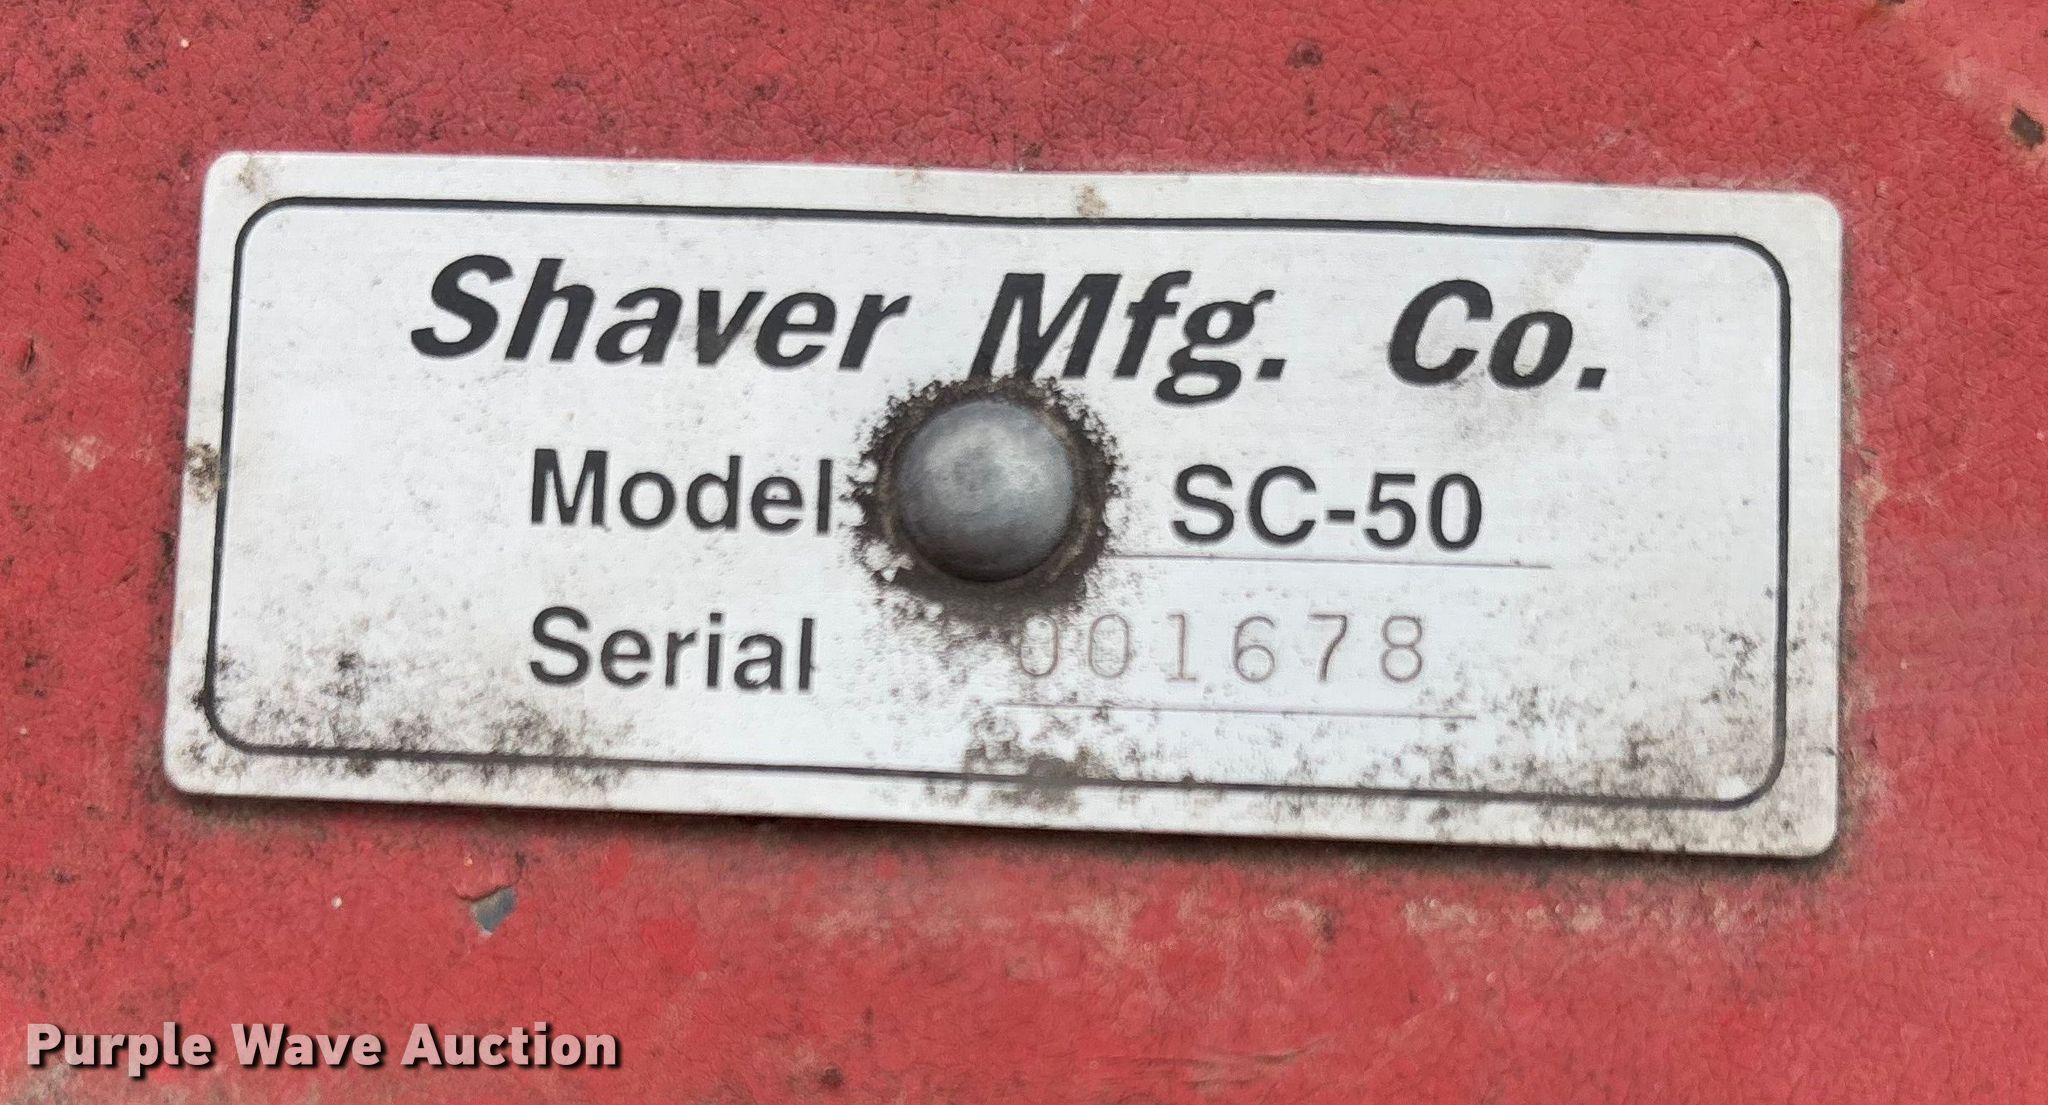 Shaver Mfg. Co.
Model SC-50
Serial 001678
Purple Wave Auction